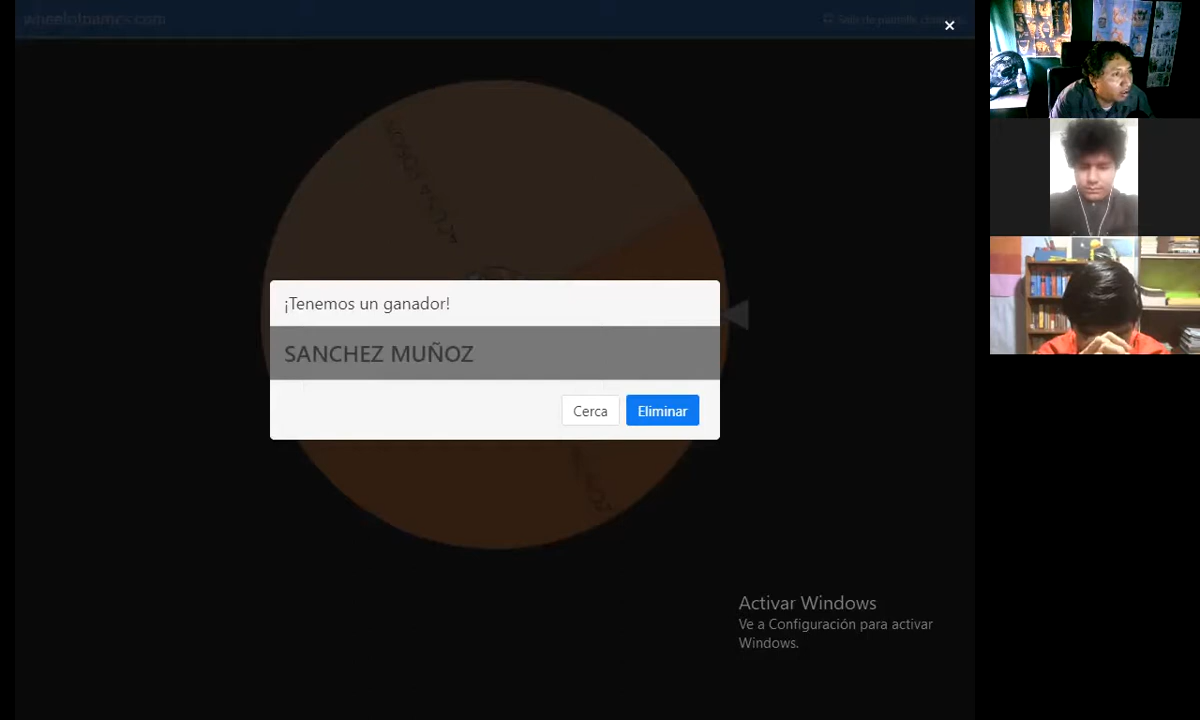 wheelofnames.com
¡Tenemos un ganador!
SANCHEZ MUÑOZ
Cerca
Eliminar
Activar Windows
Ve a Configuración para activar
Windows.